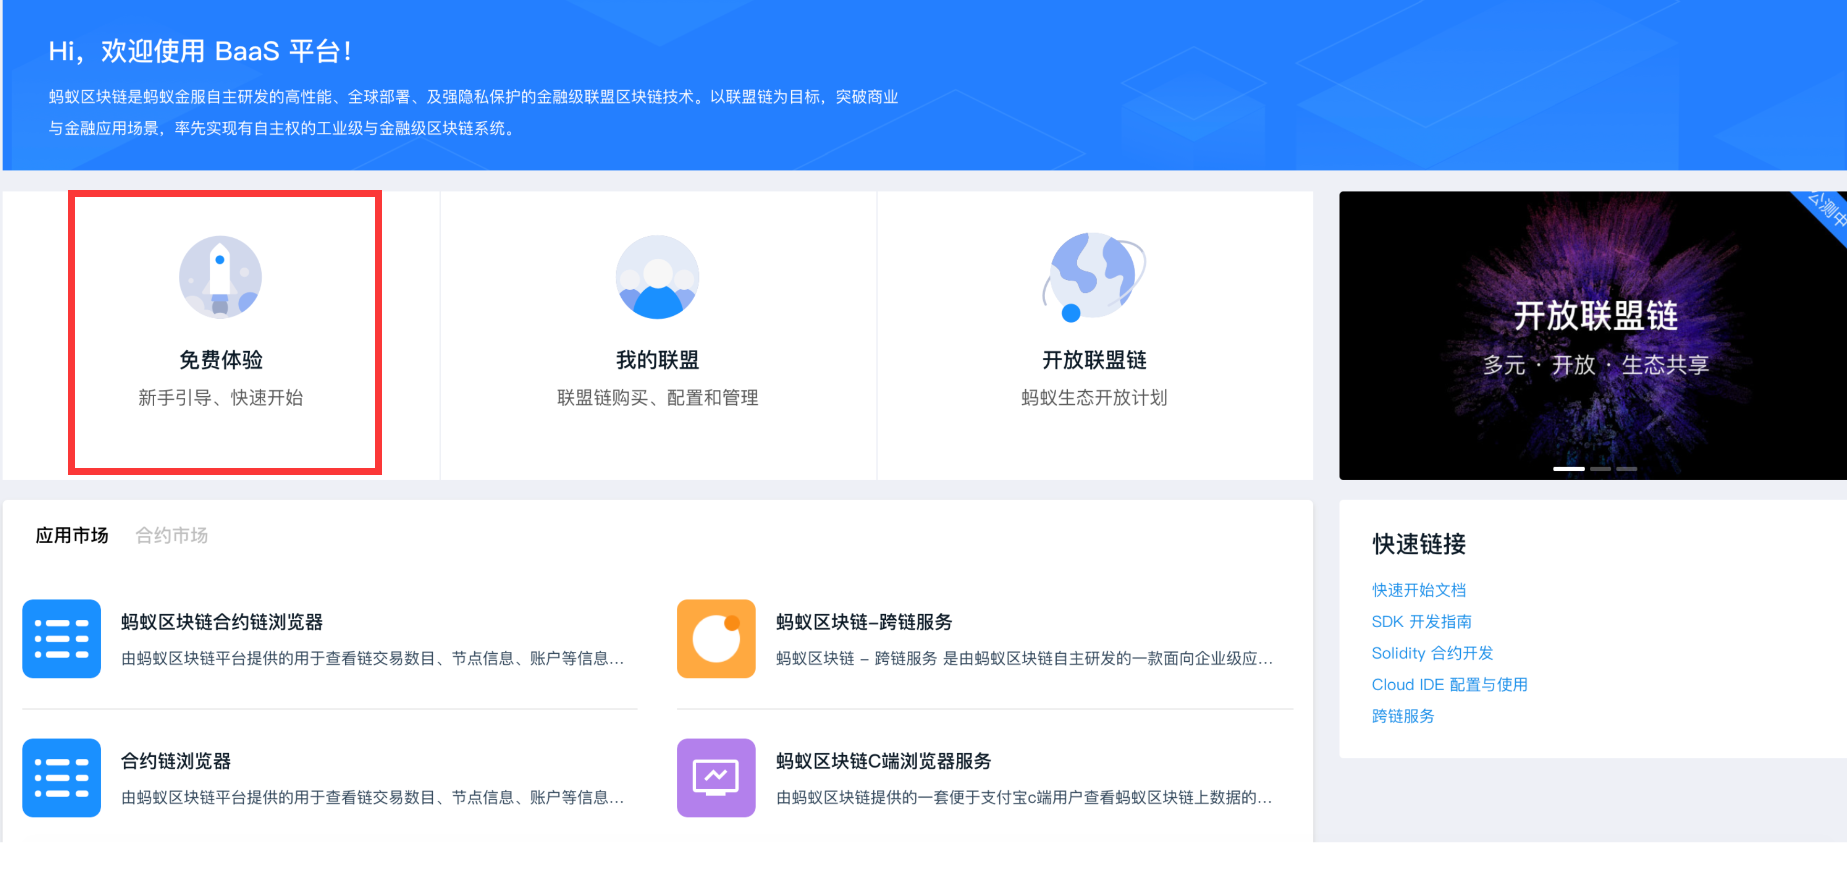 Hi，欢迎使用 BaaS 平台！
蚂蚁区块链是蚂蚁金服自主研发的高性能、全球部署、及强隐私保护的金融级联盟区块链技术。以联盟链为目标，突破商业
与金融应用场景，率先实现有自主权的工业级与金融级区块链系统。
免费体验
新手引导、快速开始
我的联盟
联盟链购买、配置和管理
开放联盟链
蚂蚁生态开放计划
公测中
开放联盟链
多元 · 开放 · 生态共享
应用市场 合约市场
蚂蚁区块链合约链浏览器
由蚂蚁区块链平台提供的用于查看链交易数目、节点信息、账户等信息...
蚂蚁区块链-跨链服务
蚂蚁区块链 - 跨链服务 是由蚂蚁区块链自主研发的一款面向企业级应...
合约链浏览器
由蚂蚁区块链平台提供的用于查看链交易数目、节点信息、账户等信息...
蚂蚁区块链C端浏览器服务
由蚂蚁区块链提供的一套便于支付宝c端用户查看蚂蚁区块链上数据的...
快速链接
快速开始文档
SDK 开发指南
Solidity 合约开发
Cloud IDE 配置与使用
跨链服务